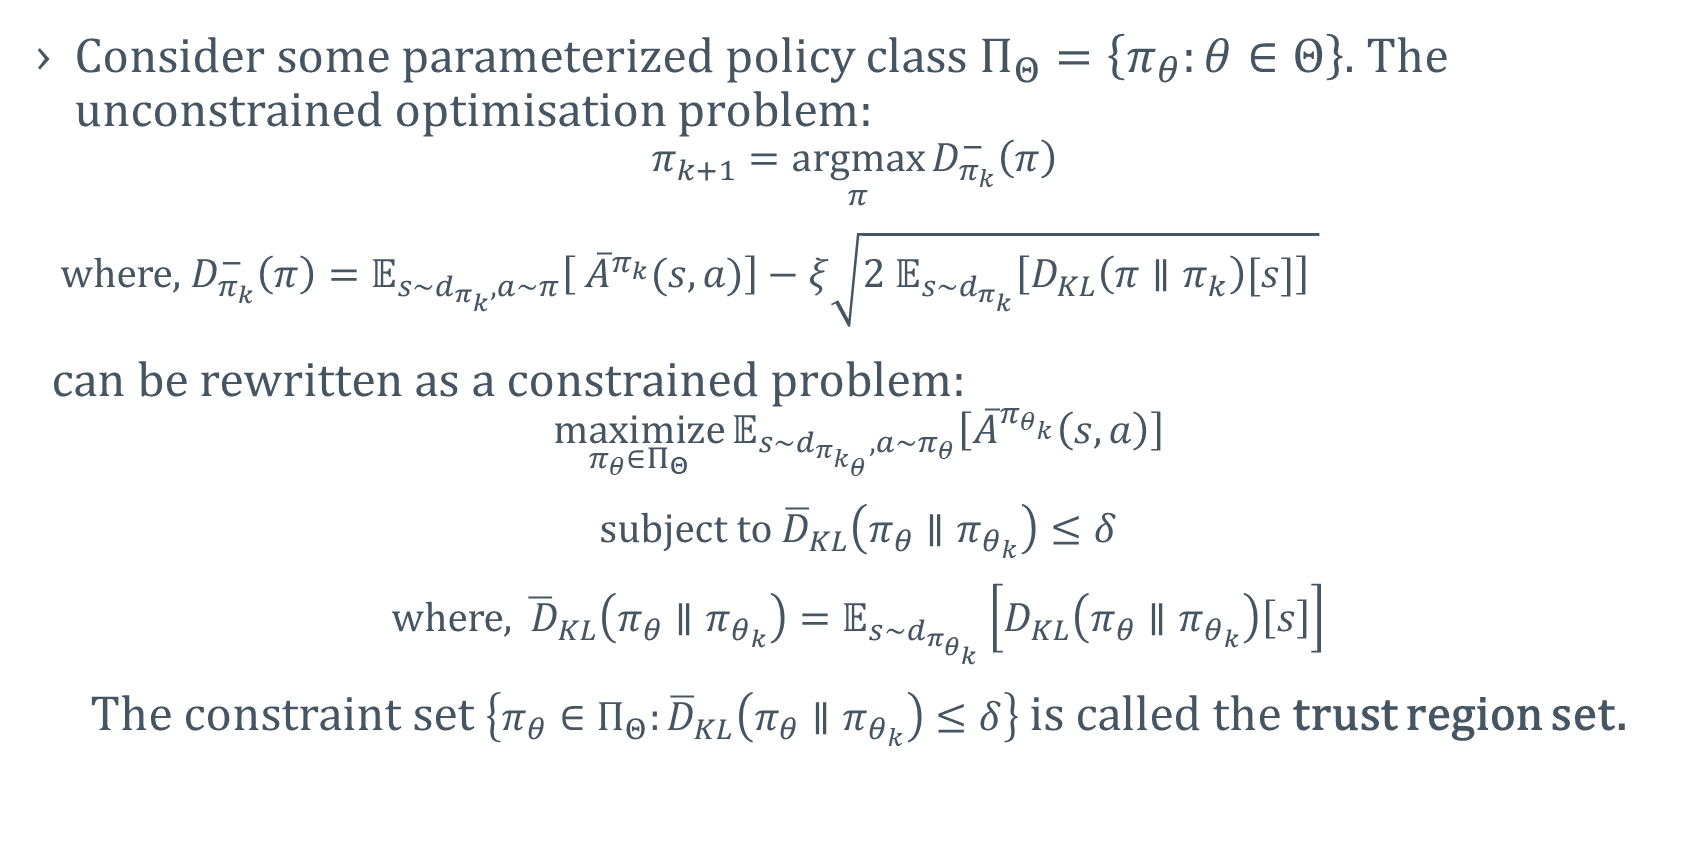 › Consider some parameterized policy class Π_Θ = {π_θ: θ ∈ Θ}. The
unconstrained optimisation problem:
π_{k+1} = argmax_π D⁻_{π_k}(π)
where, D⁻_{π_k}(π) = 𝔼_{s~d_{π_k},a~π}[ Ā^{π_k}(s, a)] − ξ√(2 𝔼_{s~d_{π_k}}[D_{KL}(π ∥ π_k)[s]])
can be rewritten as a constrained problem:
maximize_{π_θ∈Π_Θ} 𝔼_{s~d_{π_{k_θ}},a~π_θ}[Ā^{π_{θ_k}}(s, a)]
subject to D̅_{KL}(π_θ ∥ π_{θ_k}) ≤ δ
where, D̅_{KL}(π_θ ∥ π_{θ_k}) = 𝔼_{s~d_{π_{θ_k}}}[D_{KL}(π_θ ∥ π_{θ_k})[s]]
The constraint set {π_θ ∈ Π_Θ: D̅_{KL}(π_θ ∥ π_{θ_k}) ≤ δ} is called the trust region set.